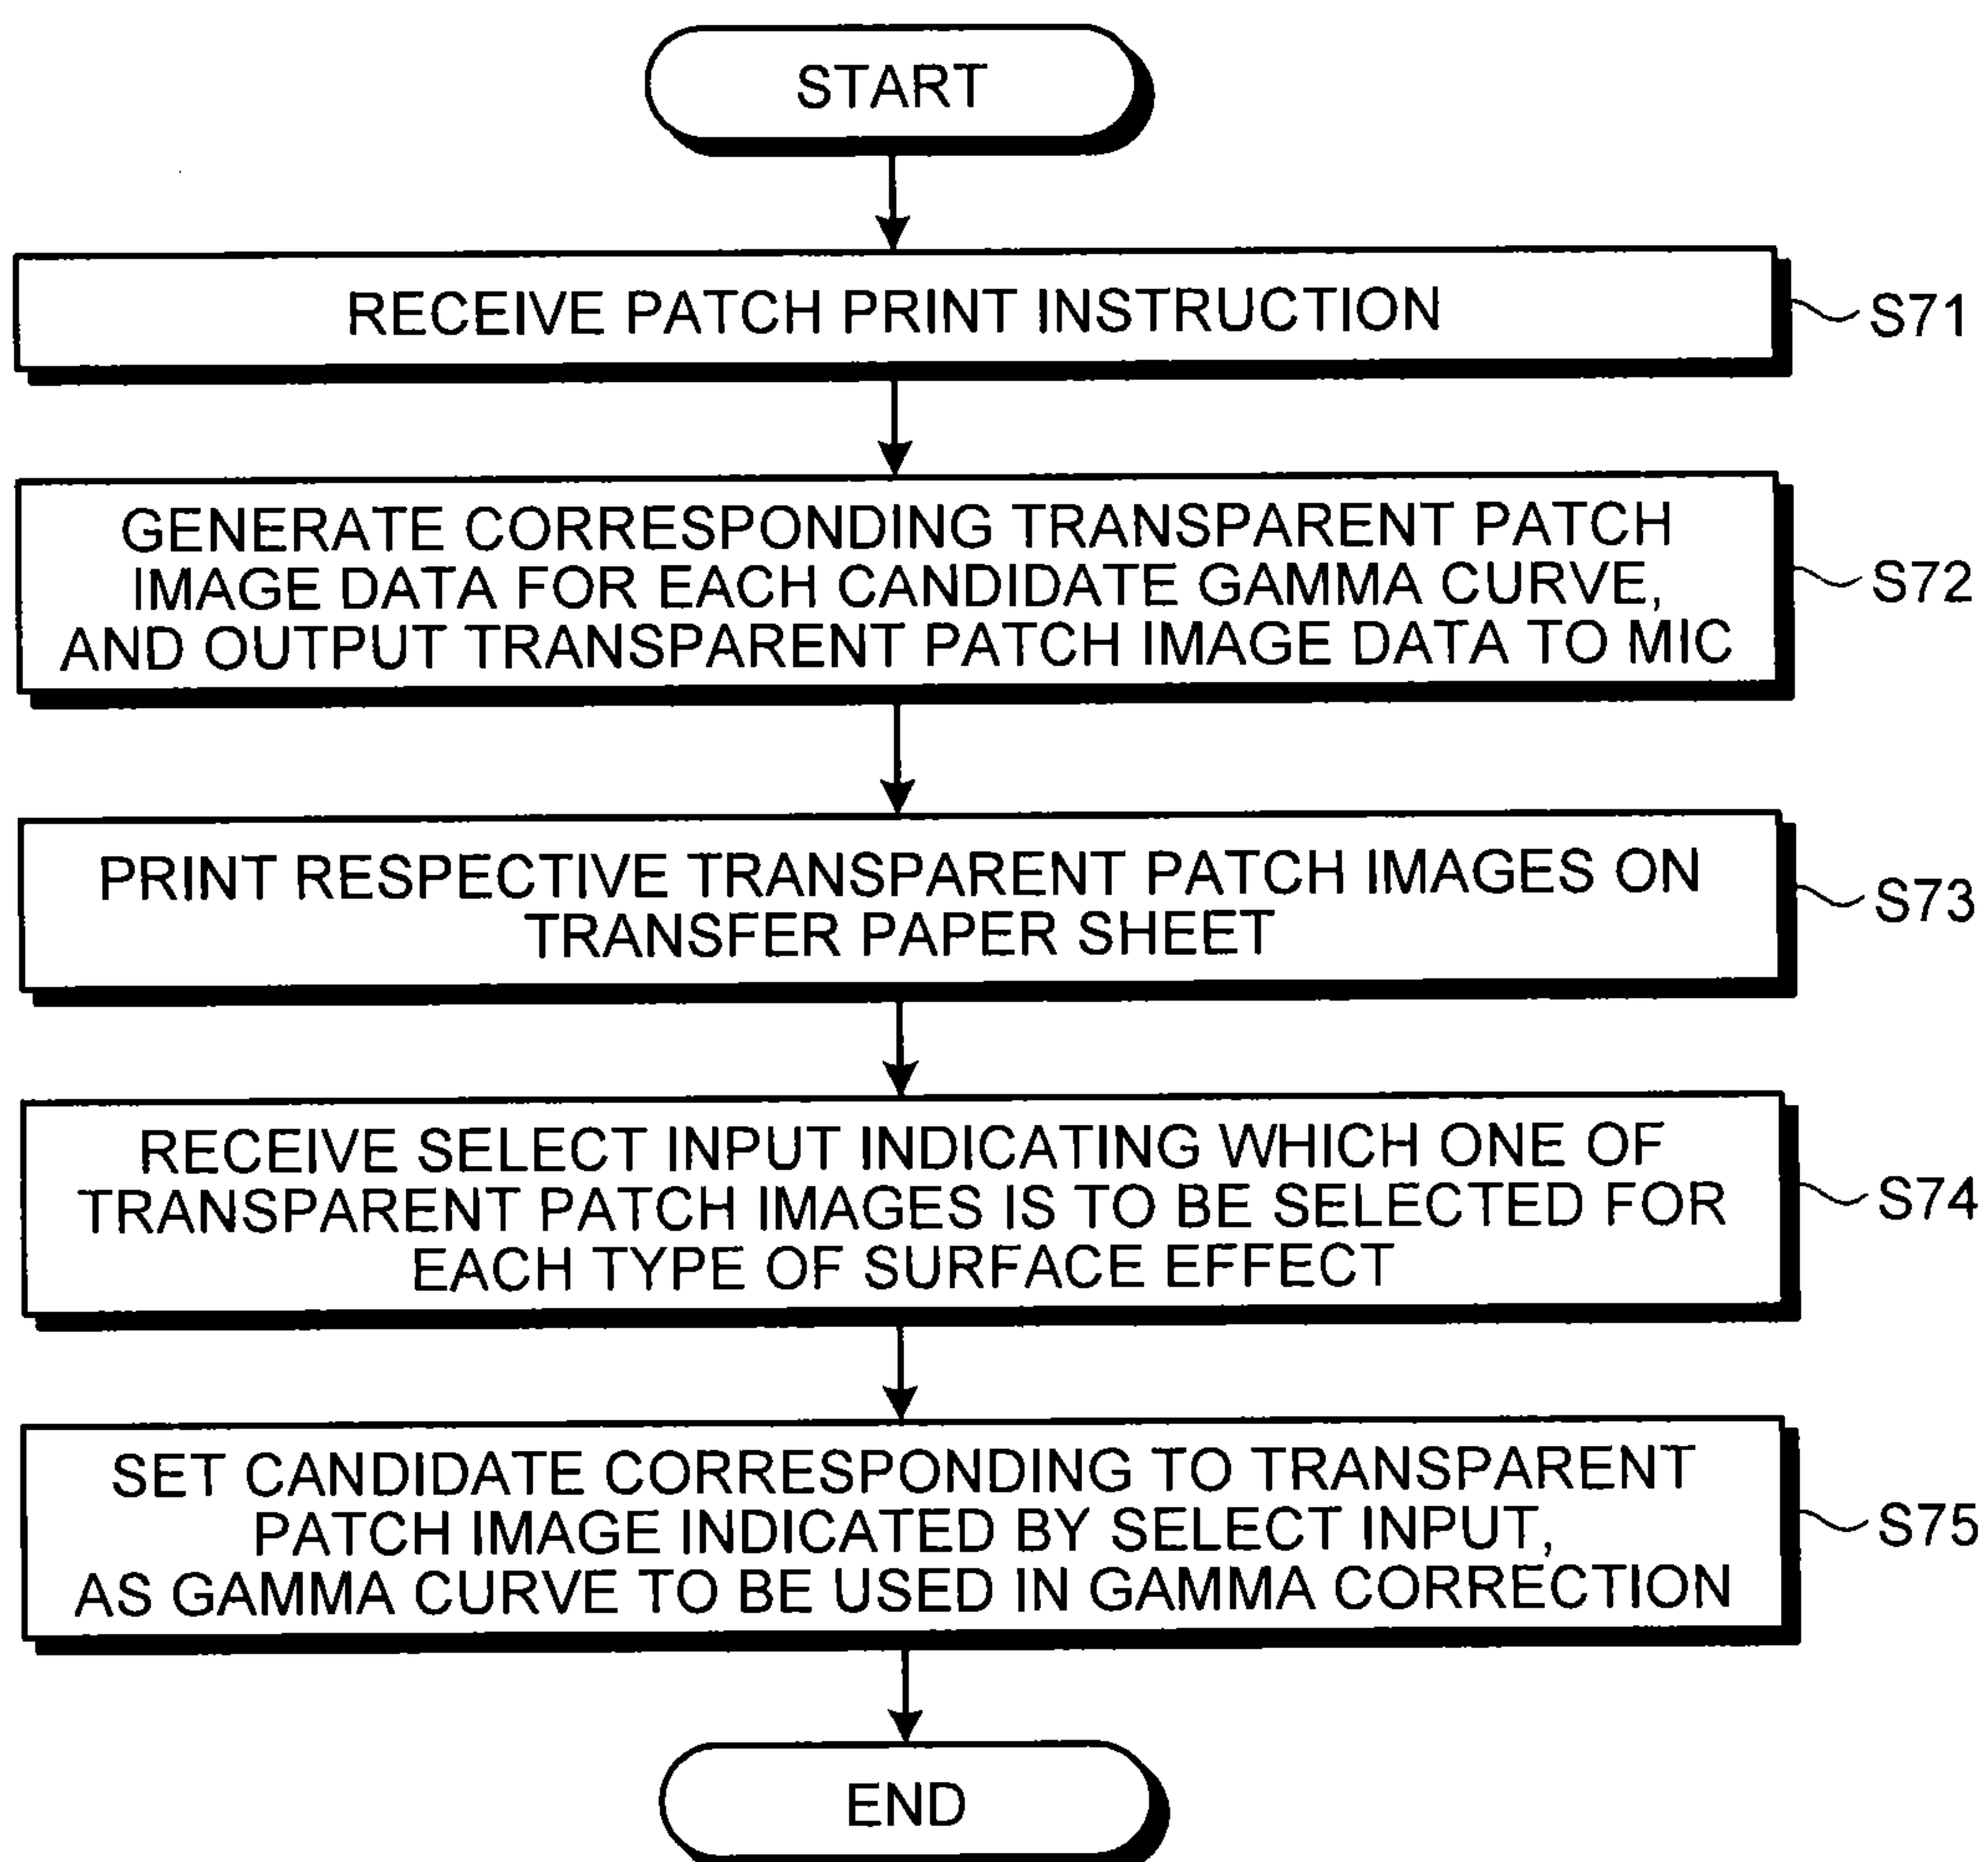 START
RECEIVE PATCH PRINT INSTRUCTION
S71
GENERATE CORRESPONDING TRANSPARENT PATCH
IMAGE DATA FOR EACH CANDIDATE GAMMA CURVE,
AND OUTPUT TRANSPARENT PATCH IMAGE DATA TO MIC
S72
PRINT RESPECTIVE TRANSPARENT PATCH IMAGES ON
TRANSFER PAPER SHEET
S73
RECEIVE SELECT INPUT INDICATING WHICH ONE OF
TRANSPARENT PATCH IMAGES IS TO BE SELECTED FOR
EACH TYPE OF SURFACE EFFECT
S74
SET CANDIDATE CORRESPONDING TO TRANSPARENT
PATCH IMAGE INDICATED BY SELECT INPUT,
AS GAMMA CURVE TO BE USED IN GAMMA CORRECTION
S75
END